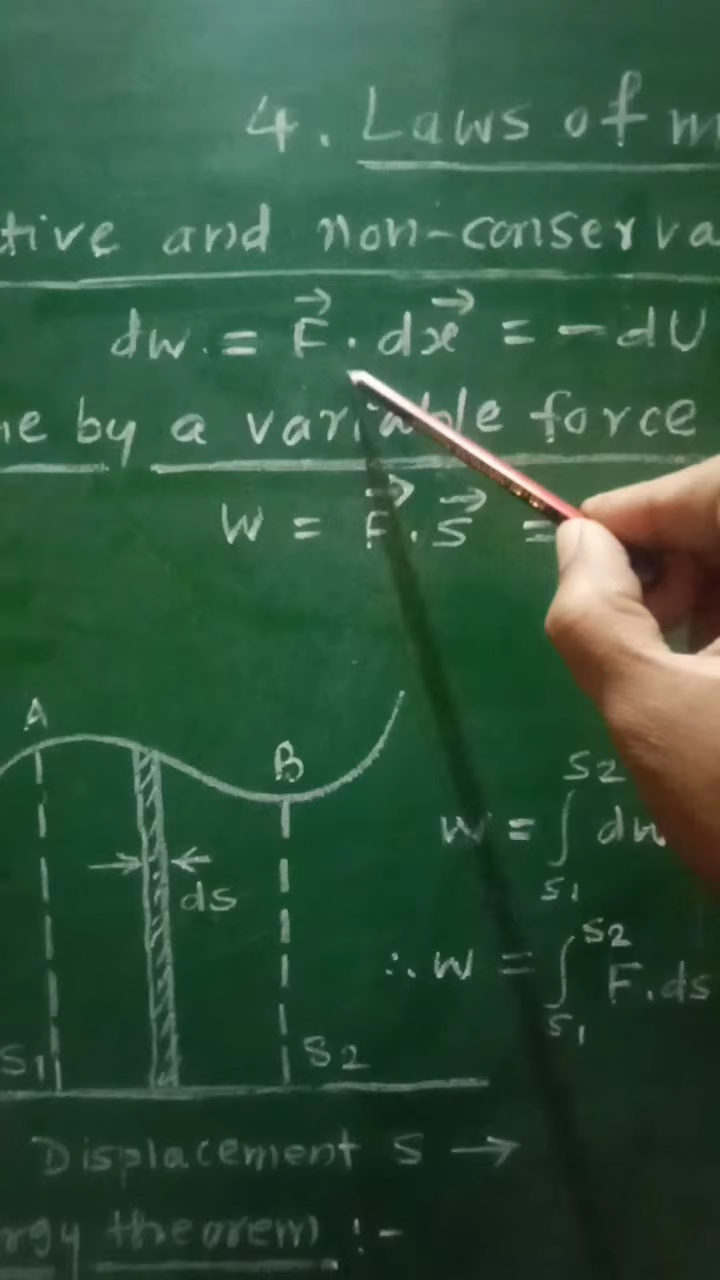 4. Laws of m
tive and non-conserva
dw. = F⃗ . dx⃗ = -dU
ne by a variable force
W = F⃗ . s⃗ =
A
B
ds
S1
S2
W = ∫ S2 S1 dw
∴ W = ∫ S2 S1 F.ds
Displacement S →
rgy theorem :-